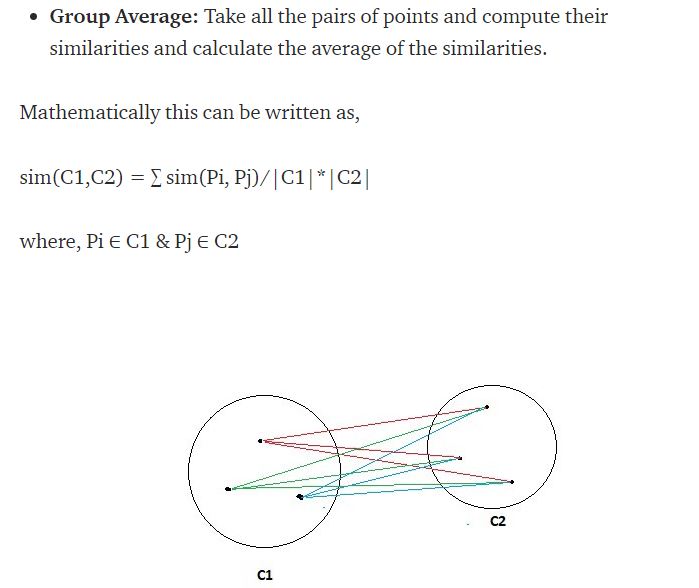 • Group Average: Take all the pairs of points and compute their
similarities and calculate the average of the similarities.
Mathematically this can be written as,
sim(C1,C2) = ∑ sim(Pi, Pj)/|C1|*|C2|
where, Pi ∈ C1 & Pj ∈ C2
C2
C1